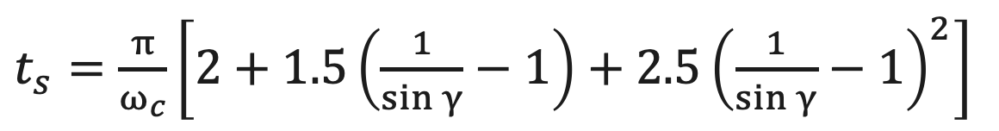 t_s = π/ω_c [2 + 1.5 (1/sin γ − 1) + 2.5 (1/sin γ − 1)²]